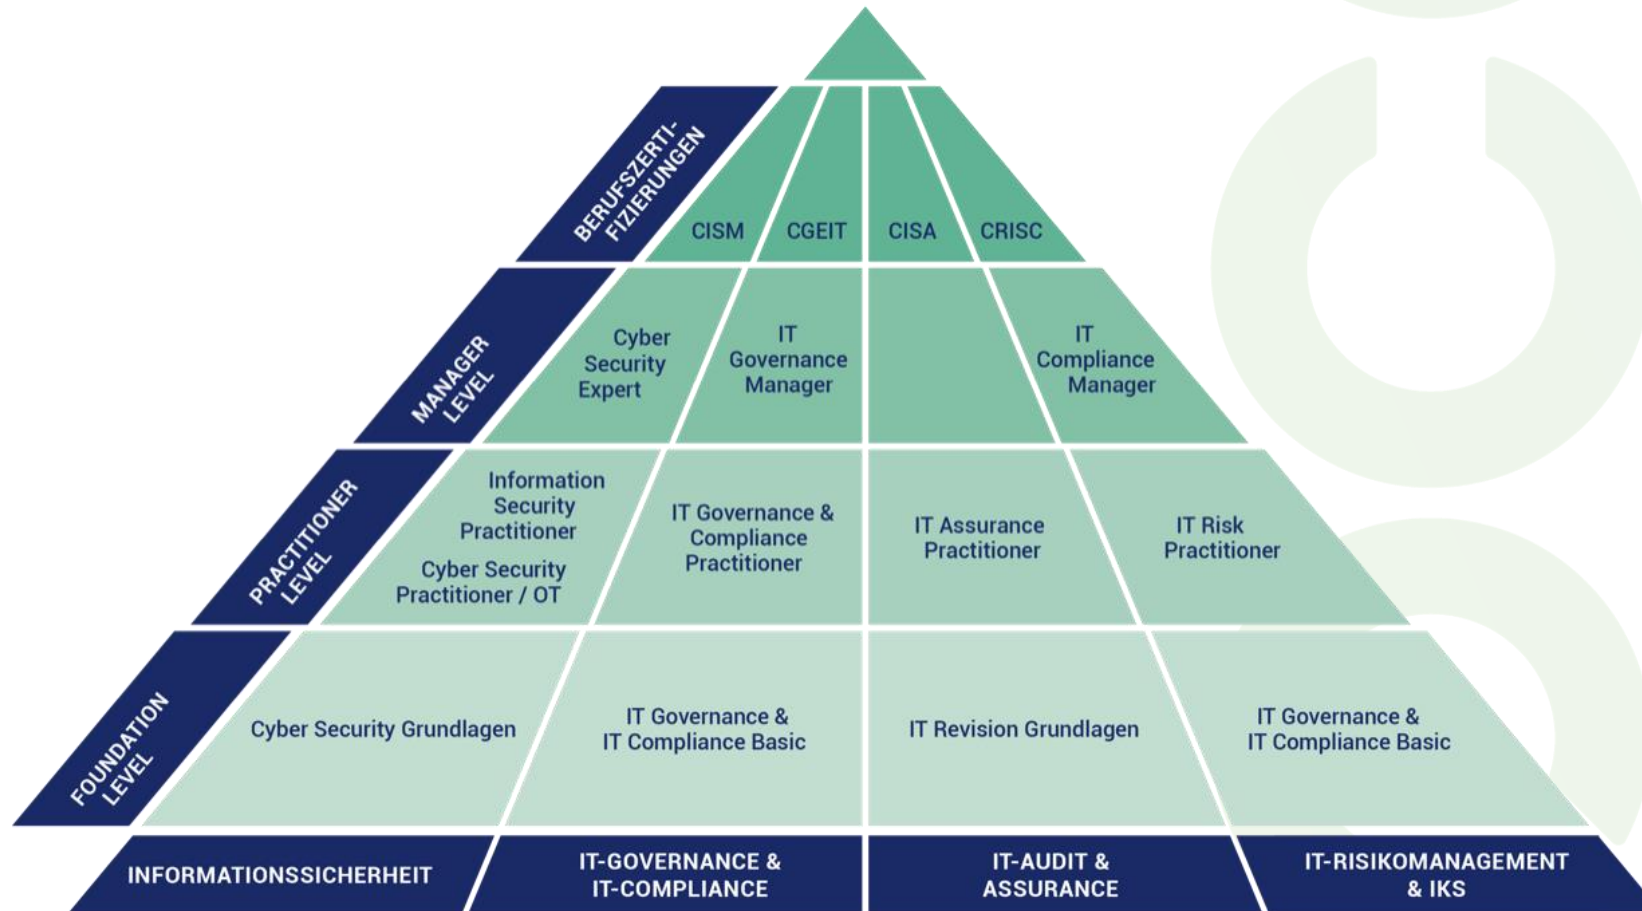 BERUFSZERTI-
FIZIERUNGEN
CISM
CGEIT
CISA
CRISC
MANAGER
LEVEL
Cyber
Security
Expert
IT
Governance
Manager
IT
Compliance
Manager
PRACTITIONER
LEVEL
Information
Security
Practitioner
Cyber Security
Practitioner / OT
IT Governance &
Compliance
Practitioner
IT Assurance
Practitioner
IT Risk
Practitioner
FOUNDATION
LEVEL
Cyber Security Grundlagen
IT Governance &
IT Compliance Basic
IT Revision Grundlagen
IT Governance &
IT Compliance Basic
INFORMATIONSSICHERHEIT
IT-GOVERNANCE &
IT-COMPLIANCE
IT-AUDIT &
ASSURANCE
IT-RISIKOMANAGEMENT
& IKS